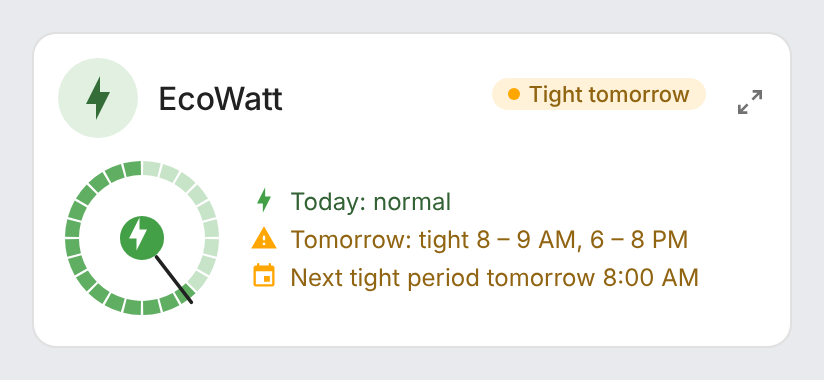 EcoWatt
Tight tomorrow
Today: normal
Tomorrow: tight 8 – 9 AM, 6 – 8 PM
Next tight period tomorrow 8:00 AM